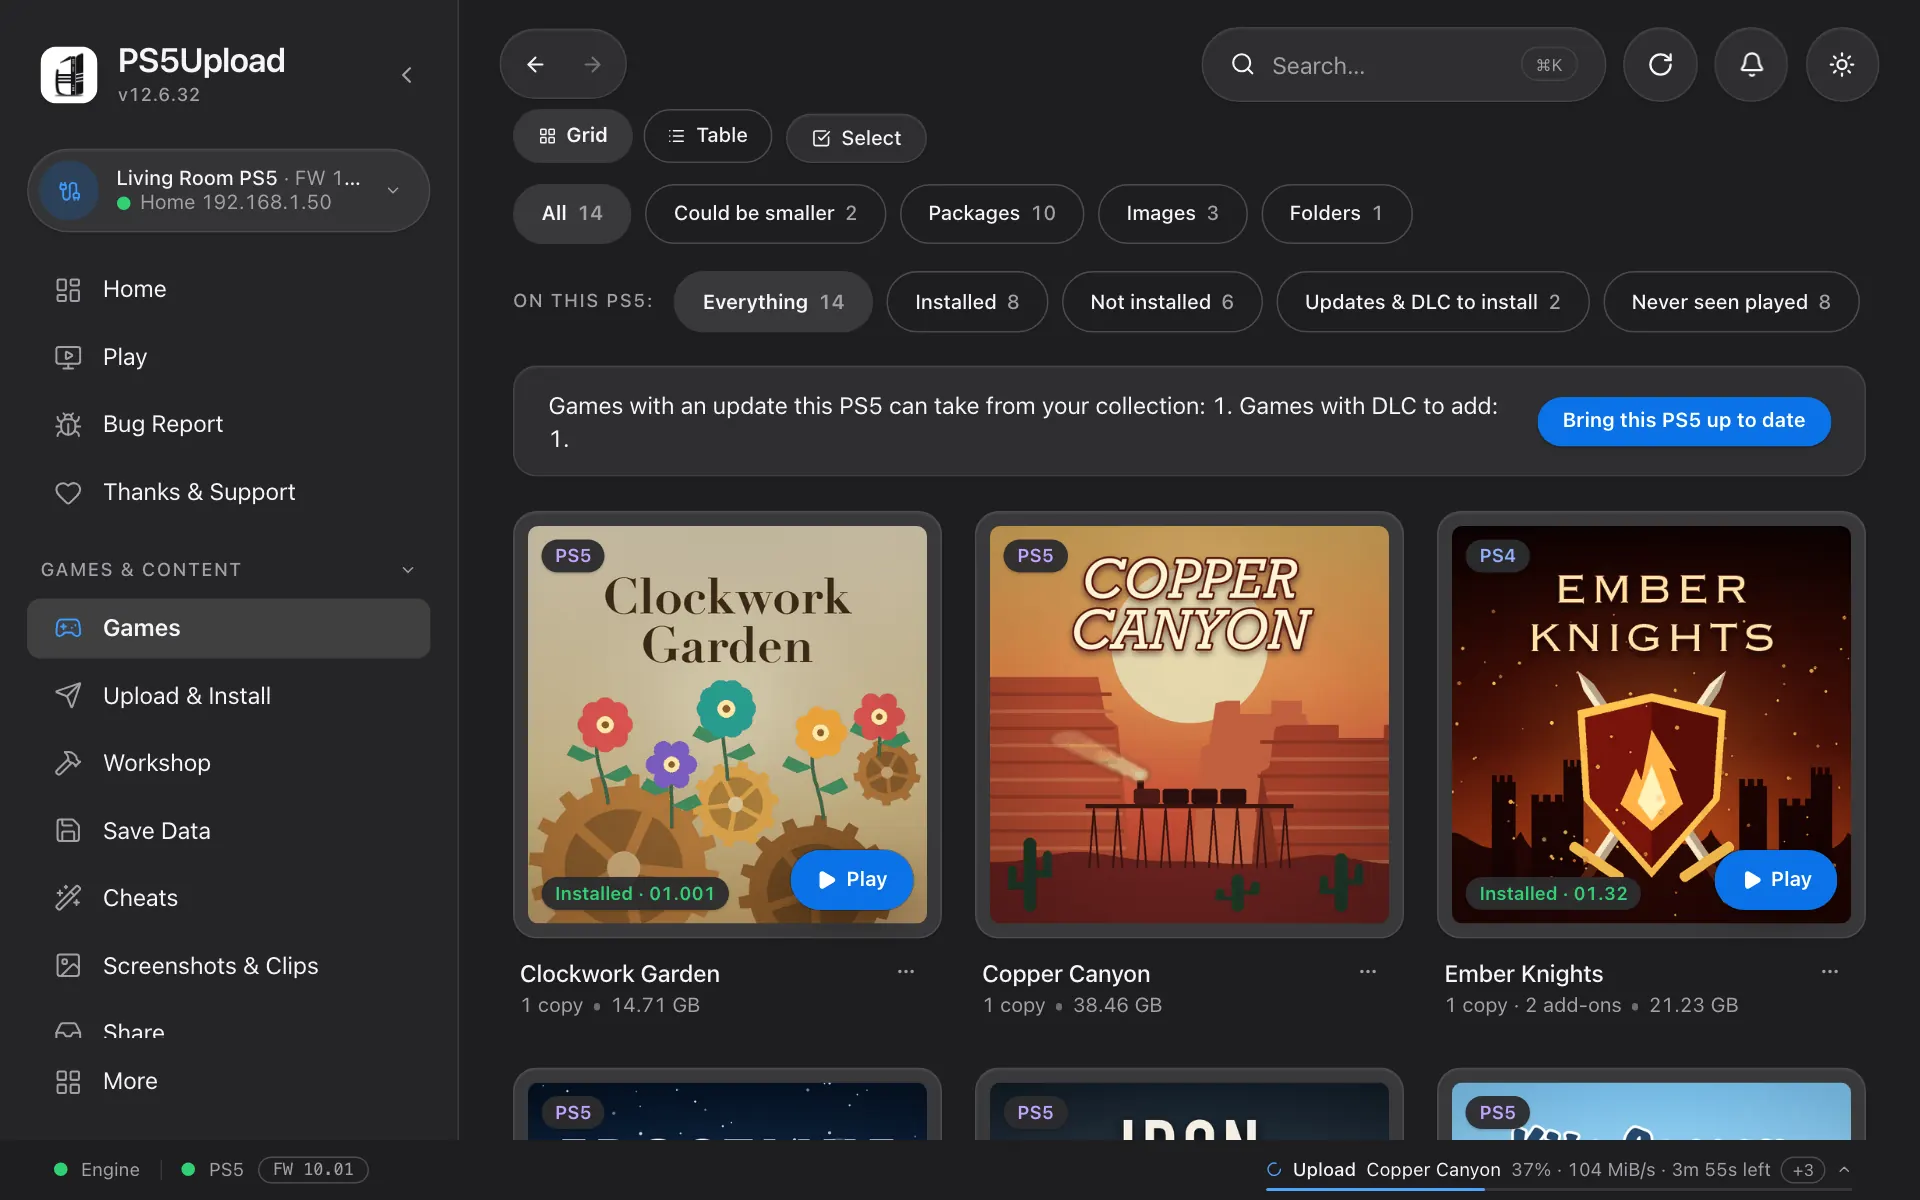 PS5Upload
v12.6.32
Living Room PS5 · FW 1...
Home 192.168.1.50
Home
Play
Bug Report
Thanks & Support
GAMES & CONTENT
Games
Upload & Install
Workshop
Save Data
Cheats
Screenshots & Clips
Share
More
Search...
⌘K
Grid
Table
Select
All 14
Could be smaller 2
Packages 10
Images 3
Folders 1
ON THIS PS5:
Everything 14
Installed 8
Not installed 6
Updates & DLC to install 2
Never seen played 8
Games with an update this PS5 can take from your collection: 1. Games with DLC to add:
1.
Bring this PS5 up to date
PS5
Clockwork
Garden
Installed · 01.001
Play
Clockwork Garden
1 copy • 14.71 GB
PS5
COPPER
CANYON
Copper Canyon
1 copy • 38.46 GB
PS4
EMBER
KNIGHTS
Installed · 01.32
Play
Ember Knights
1 copy · 2 add-ons • 21.23 GB
PS5
PS5
IRON
PS5
Engine
PS5
FW 10.01
Upload Copper Canyon 37% · 104 MiB/s · 3m 55s left +3